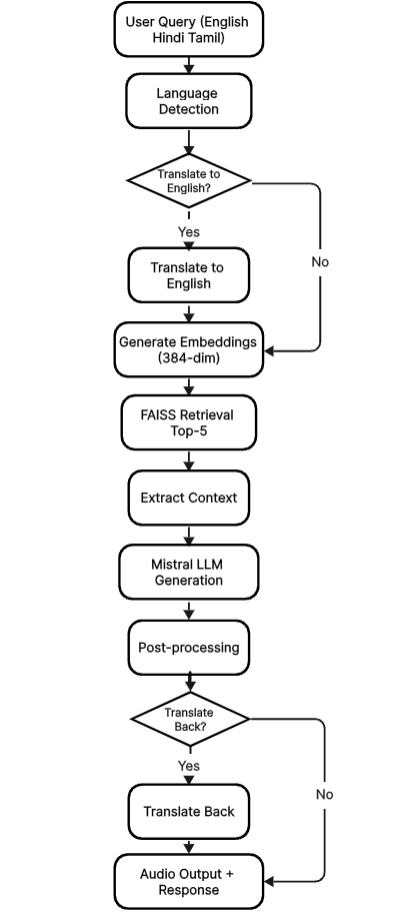 User Query (English
Hindi Tamil)
Language
Detection
Translate to
English?
Yes
No
Translate to
English
Generate Embeddings
(384-dim)
FAISS Retrieval
Top-5
Extract Context
Mistral LLM
Generation
Post-processing
Translate
Back?
Yes
No
Translate Back
Audio Output +
Response